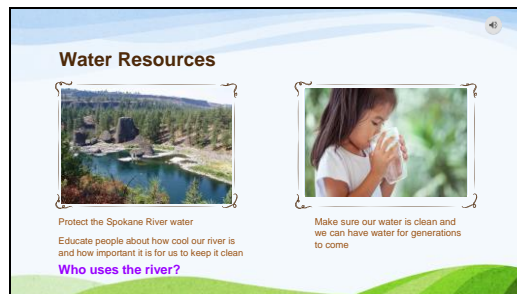 Water Resources
Protect the Spokane River water
Educate people about how cool our river is
and how important it is for us to keep it clean
Who uses the river?
Make sure our water is clean and
we can have water for generations
to come